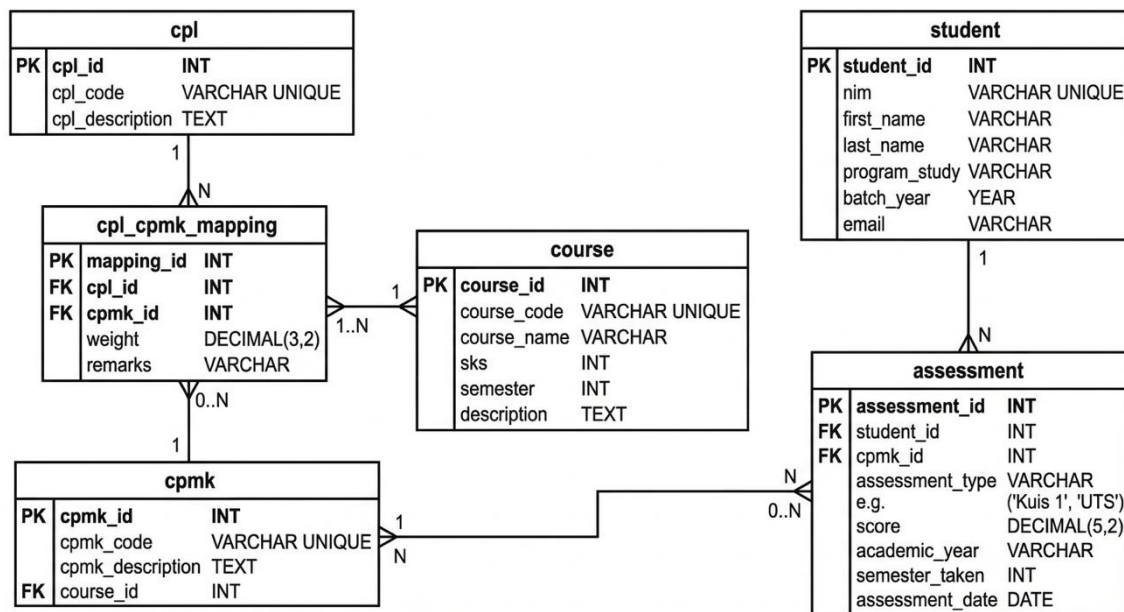 cpl
PK cpl_id INT
cpl_code VARCHAR UNIQUE
cpl_description TEXT
1
N
cpl_cpmk_mapping
PK mapping_id INT
FK cpl_id INT
FK cpmk_id INT
weight DECIMAL(3,2)
remarks VARCHAR
1..N
1
course
PK course_id INT
course_code VARCHAR UNIQUE
course_name VARCHAR
sks INT
semester INT
description TEXT
0..N
1
cpmk
PK cpmk_id INT
cpmk_code VARCHAR UNIQUE
cpmk_description TEXT
FK course_id INT
1
N
N
0..N
student
PK student_id INT
nim VARCHAR UNIQUE
first_name VARCHAR
last_name VARCHAR
program_study VARCHAR
batch_year YEAR
email VARCHAR
1
N
assessment
PK assessment_id INT
FK student_id INT
FK cpmk_id INT
assessment_type VARCHAR
e.g. ('Kuis 1', 'UTS')
score DECIMAL(5,2)
academic_year VARCHAR
semester_taken INT
assessment_date DATE